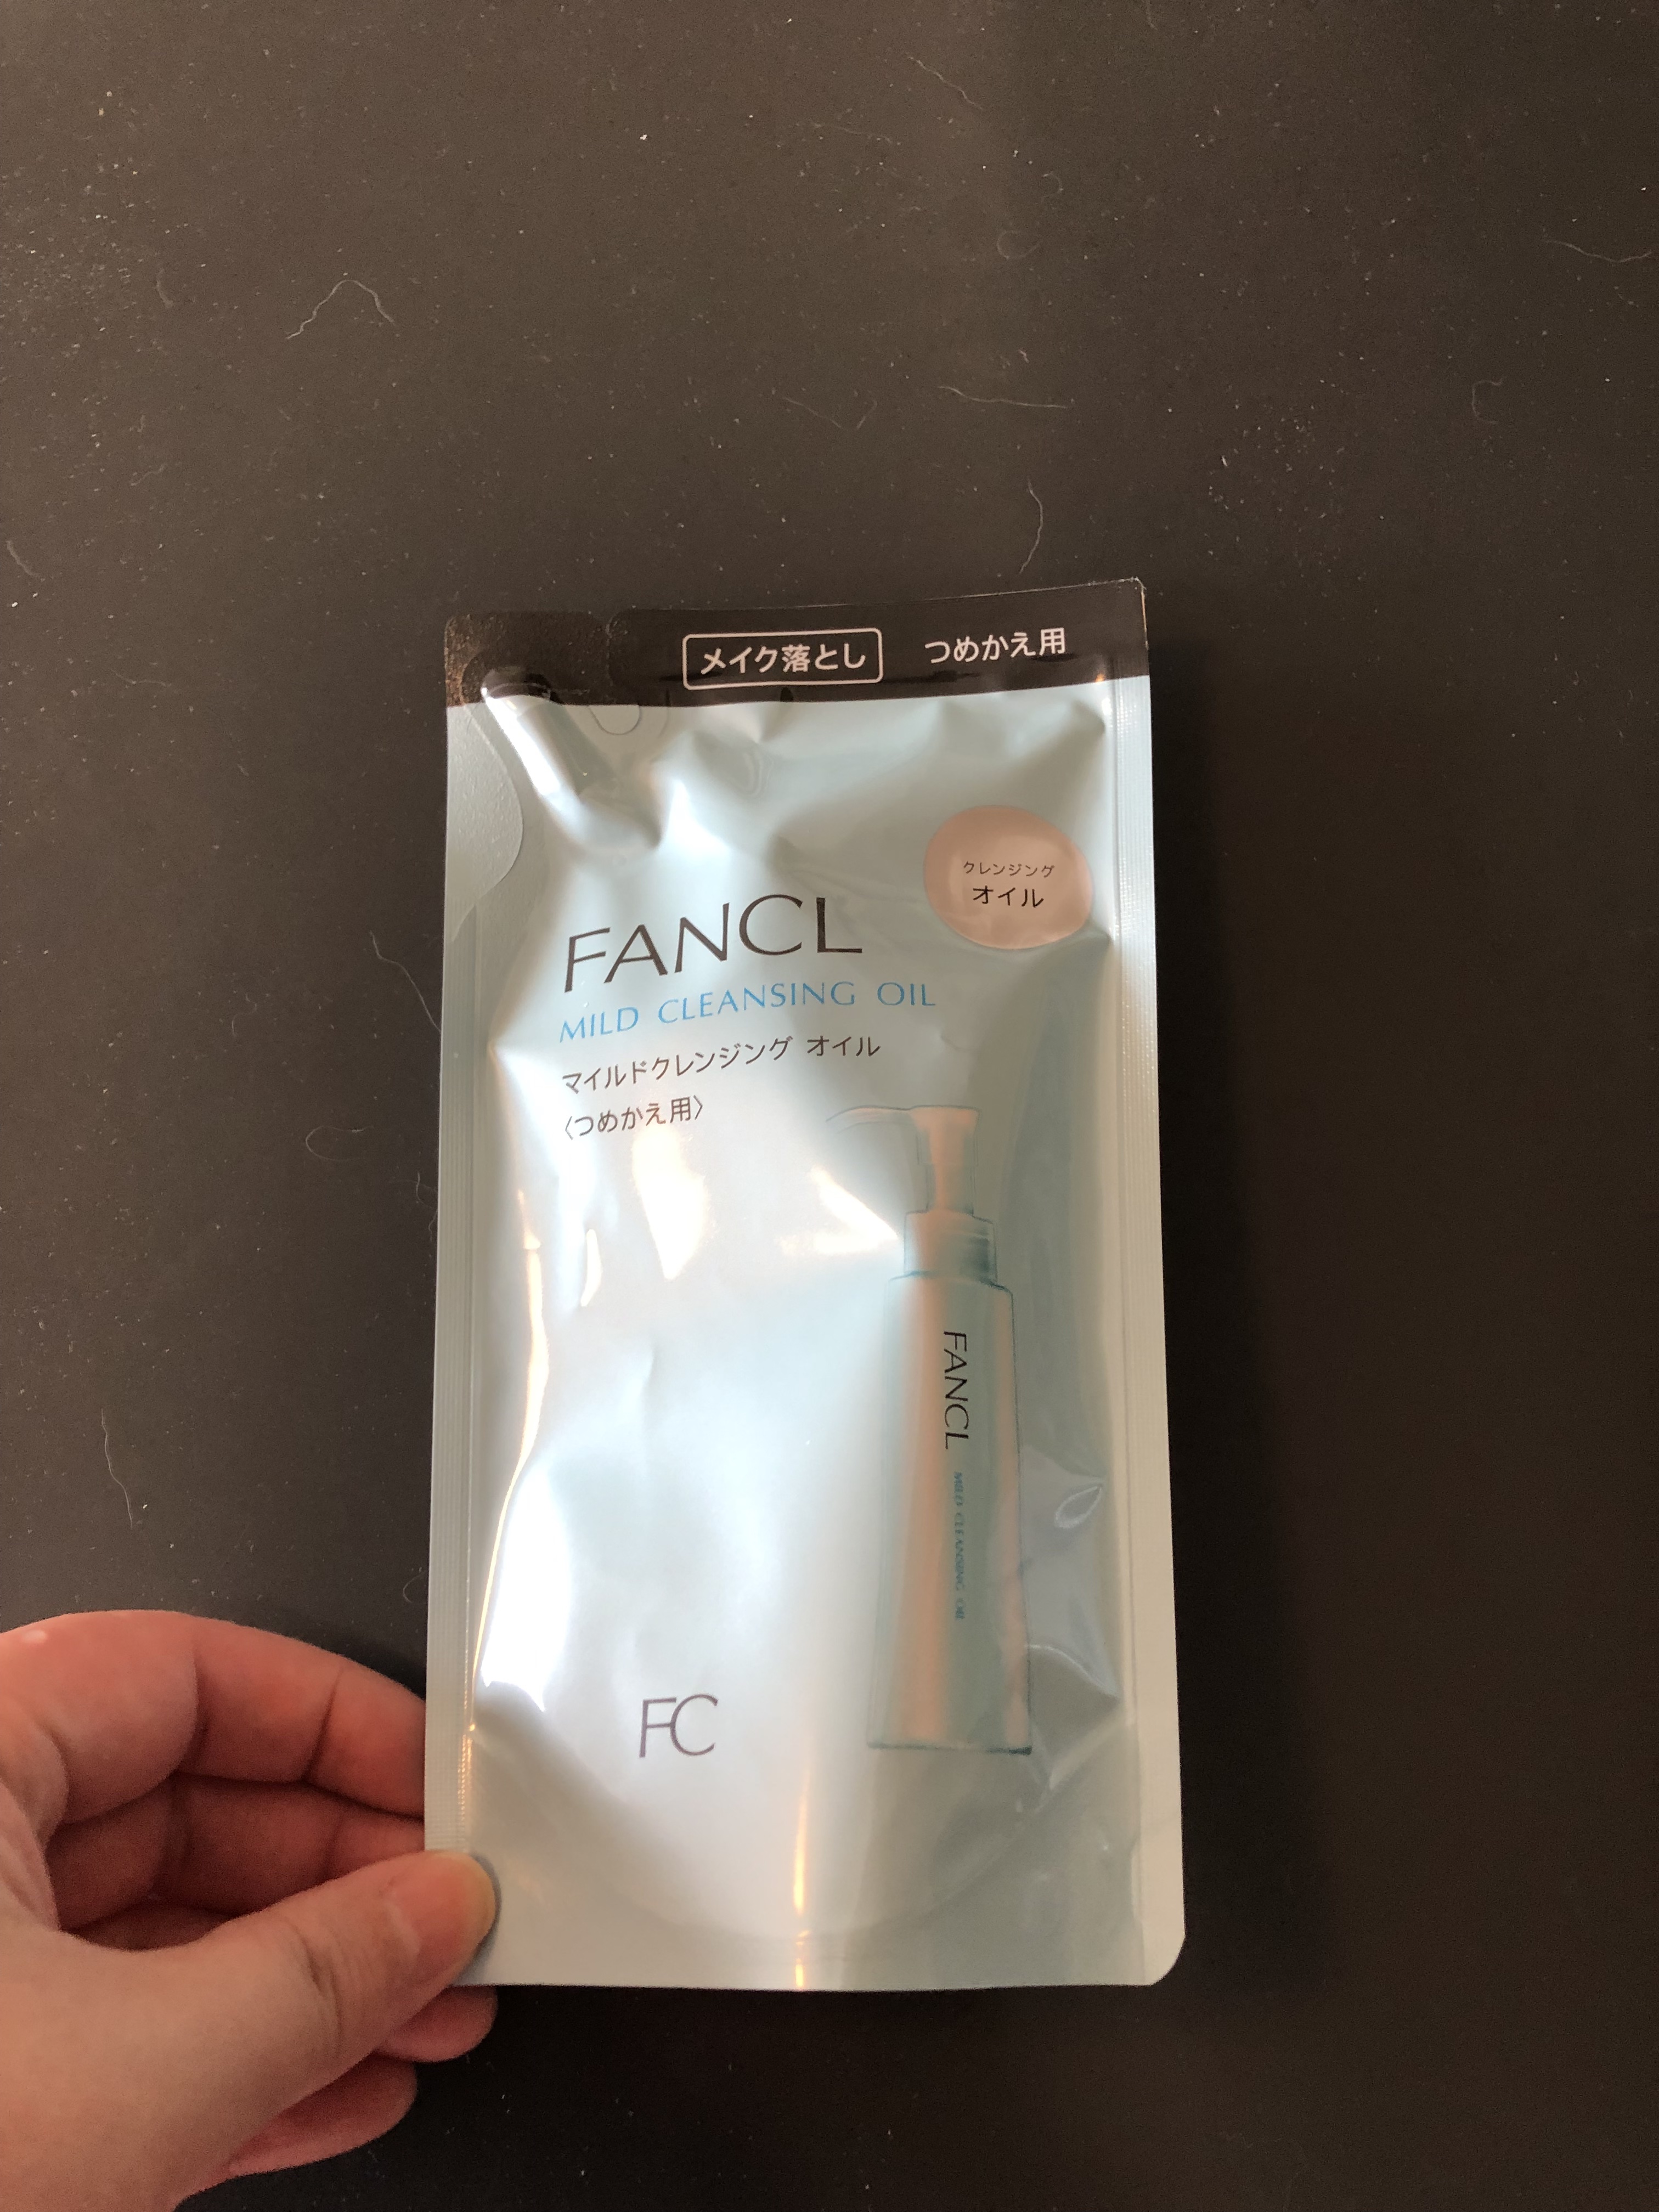 メイク落とし つめかえ用
クレンジング
オイル
FANCL
MILD CLEANSING OIL
マイルドクレンジング オイル
〈つめかえ用〉
FANCL MILD CLEANSING OIL
FC